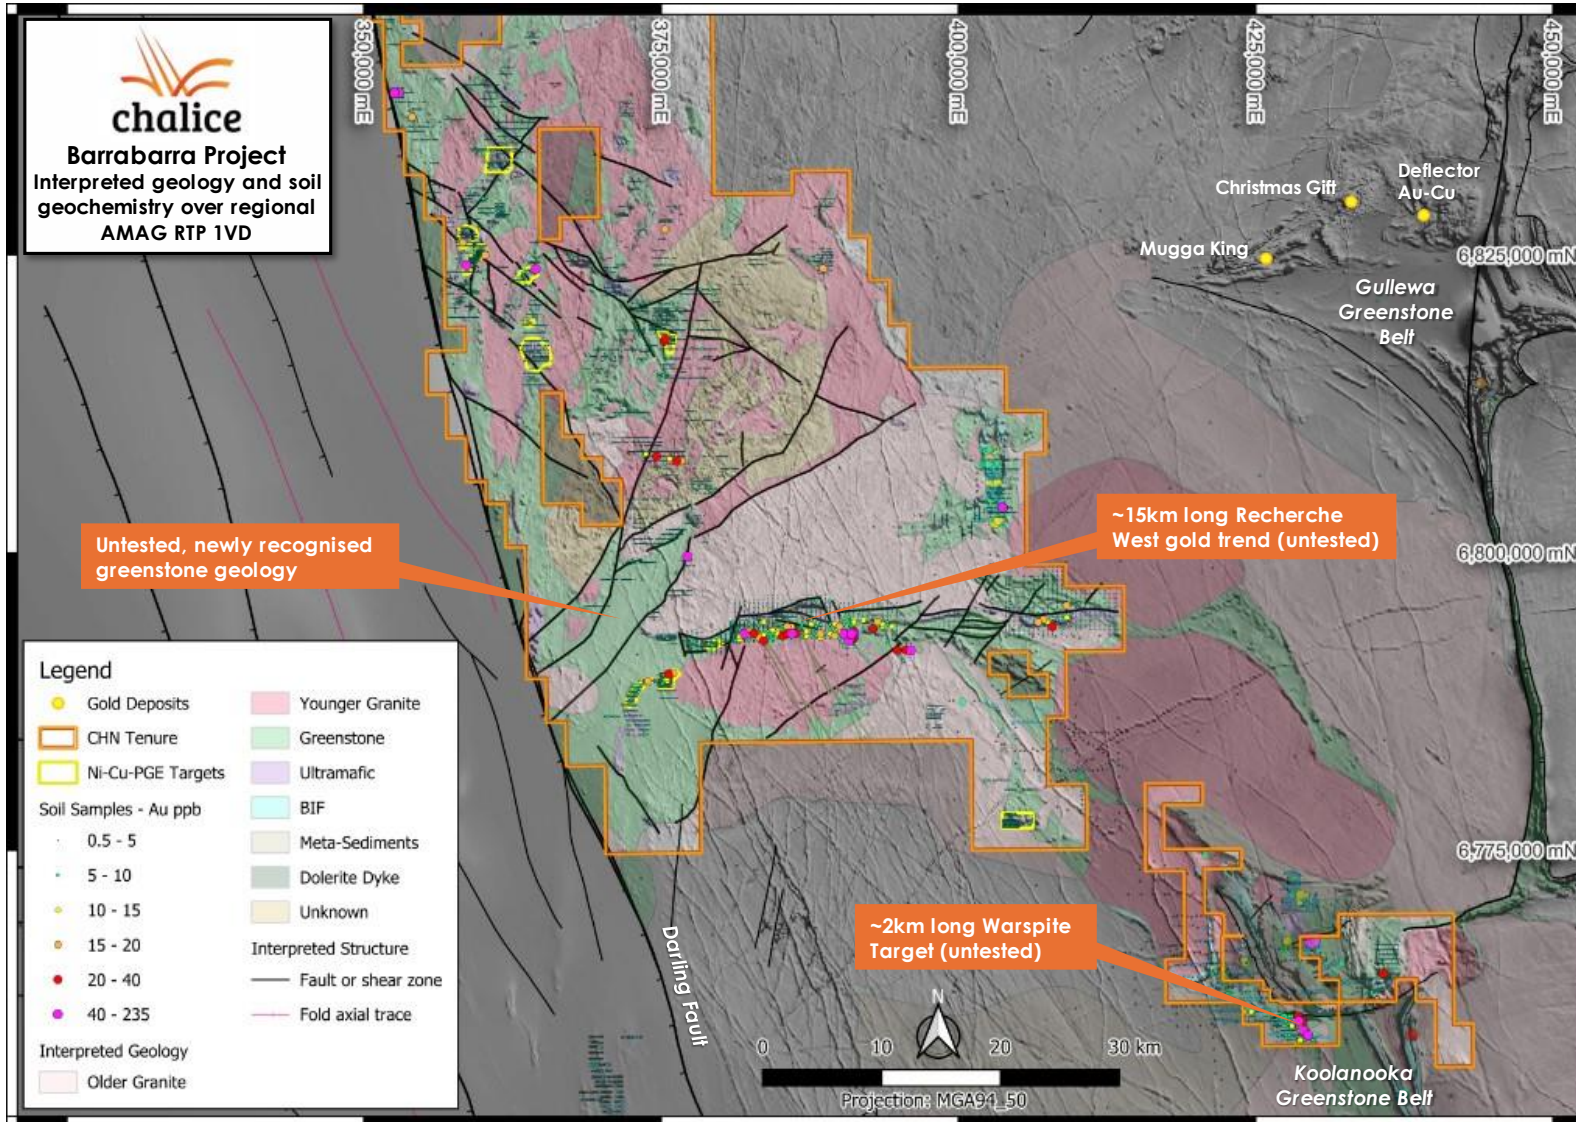 chalice
Barrabarra Project
Interpreted geology and soil
geochemistry over regional
AMAG RTP 1VD
350,000 mE
375,000 mE
400,000 mE
425,000 mE
450,000 mE
Christmas Gift
Deflector
Au-Cu
Mugga King
6,825,000 mN
Gullewa
Greenstone
Belt
~15km long Recherche
West gold trend (untested)
Untested, newly recognised
greenstone geology
6,800,000 mN
Legend
Gold Deposits
CHN Tenure
Ni-Cu-PGE Targets
Soil Samples - Au ppb
0.5 - 5
5 - 10
10 - 15
15 - 20
20 - 40
40 - 235
Interpreted Geology
Older Granite
Younger Granite
Greenstone
Ultramafic
BIF
Meta-Sediments
Dolerite Dyke
Unknown
Interpreted Structure
Fault or shear zone
Fold axial trace
6,775,000 mN
~2km long Warspite
Target (untested)
Darling Fault
N
0 10 20 30 km
Projection: MGA94_50
Koolanooka
Greenstone Belt